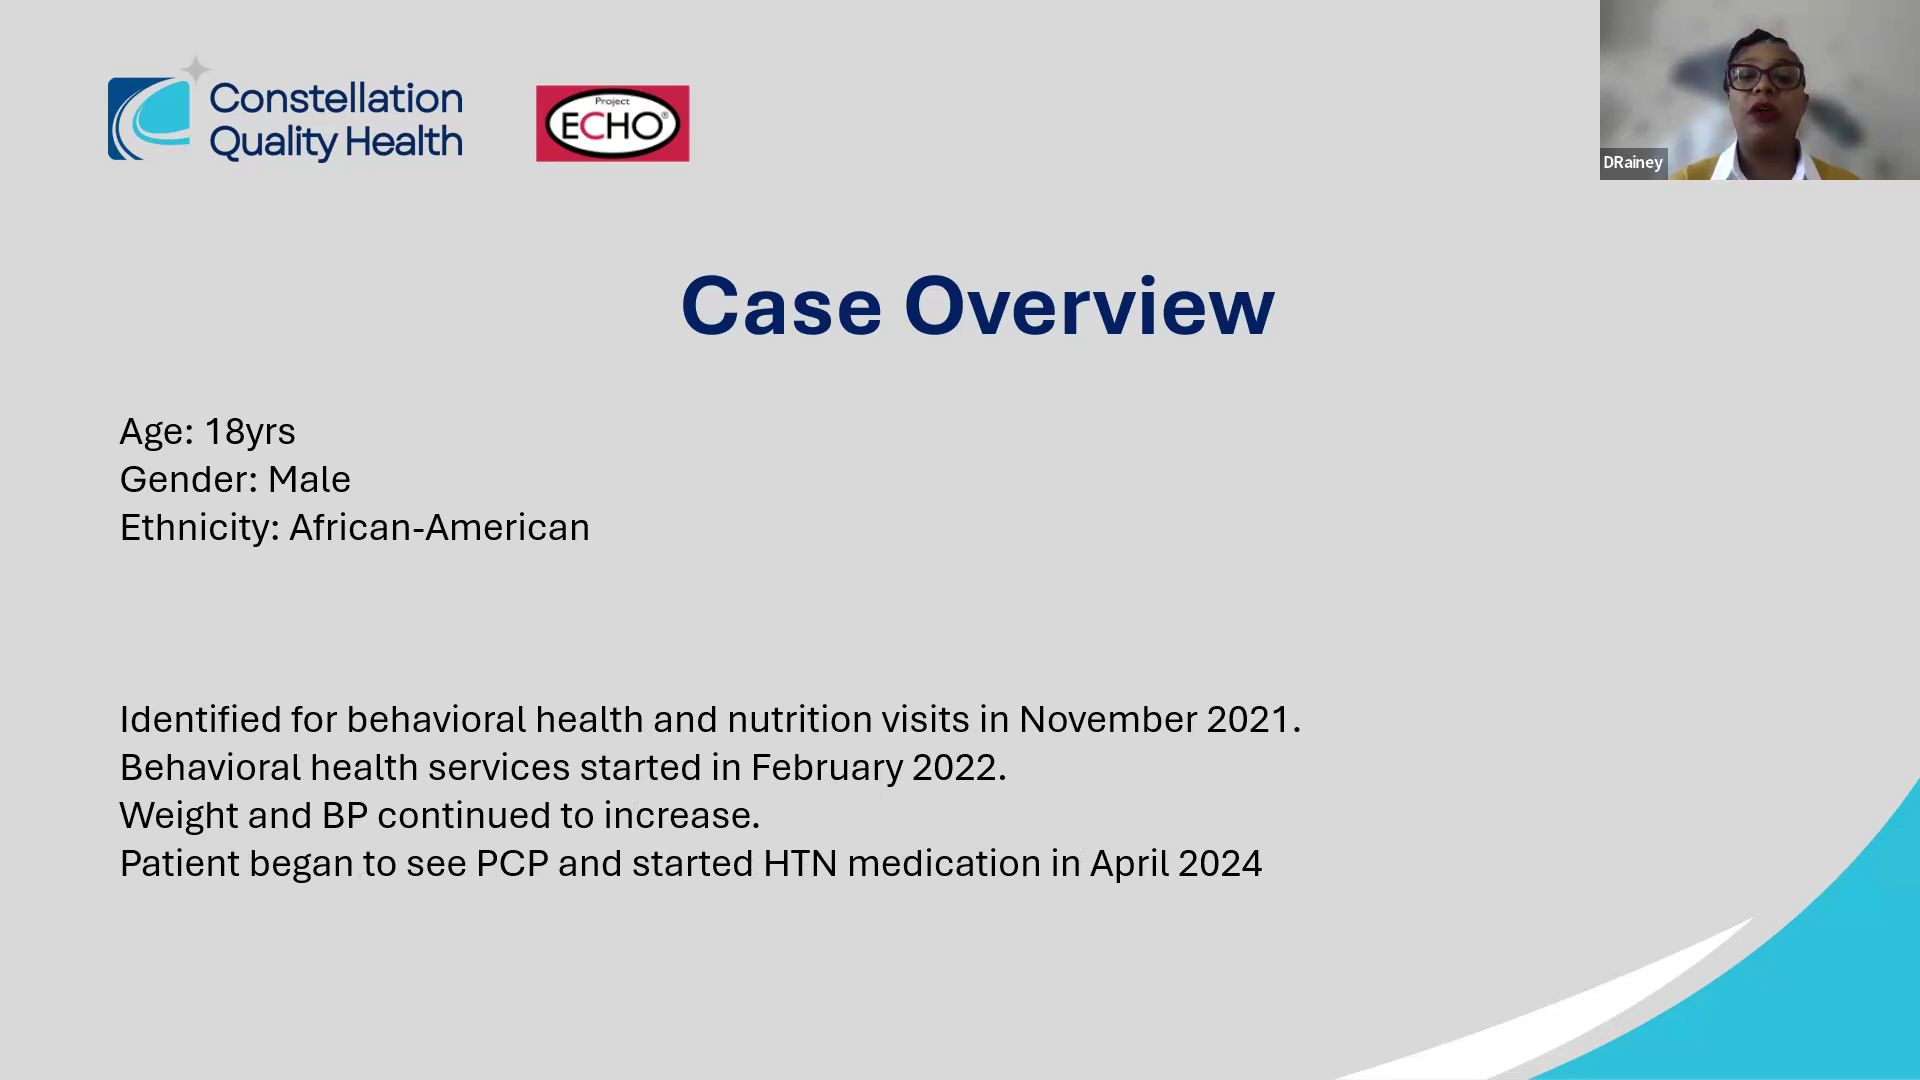 Constellation
Quality Health
Project
ECHO®
DRainey
Case Overview
Age: 18yrs
Gender: Male
Ethnicity: African-American
Identified for behavioral health and nutrition visits in November 2021.
Behavioral health services started in February 2022.
Weight and BP continued to increase.
Patient began to see PCP and started HTN medication in April 2024